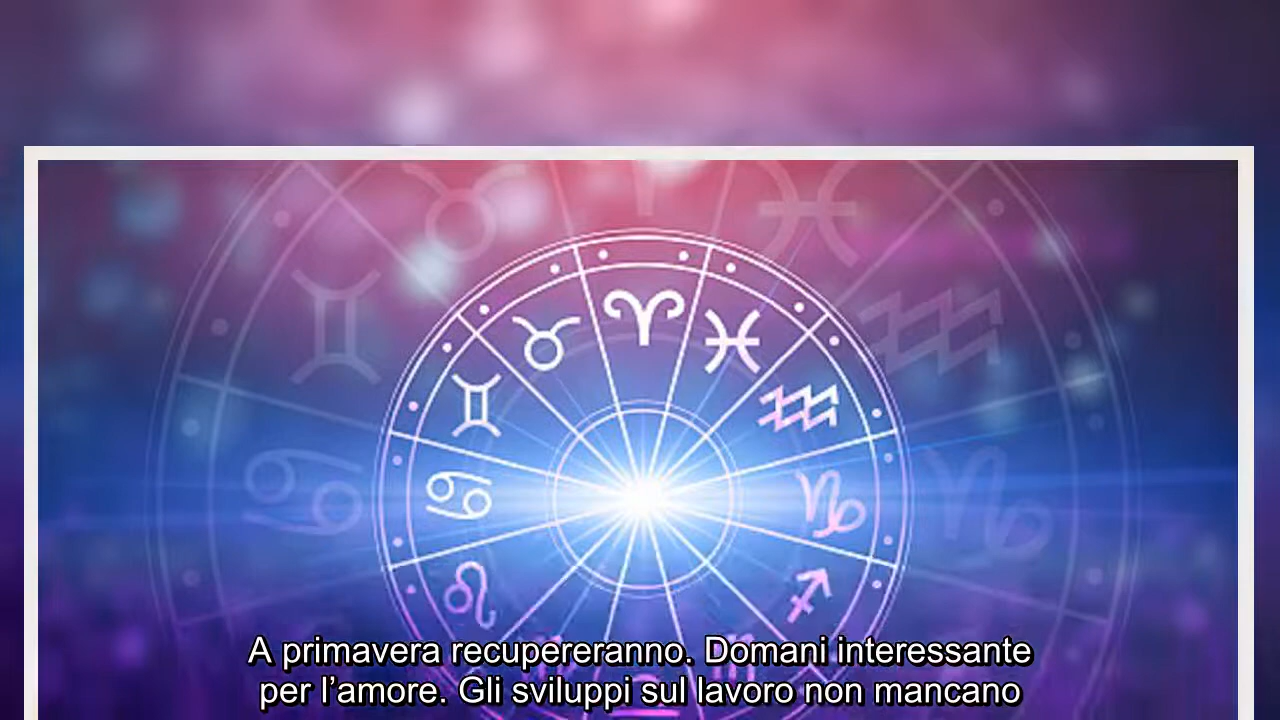 A primavera recupereranno. Domani interessante
per l’amore. Gli sviluppi sul lavoro non mancano